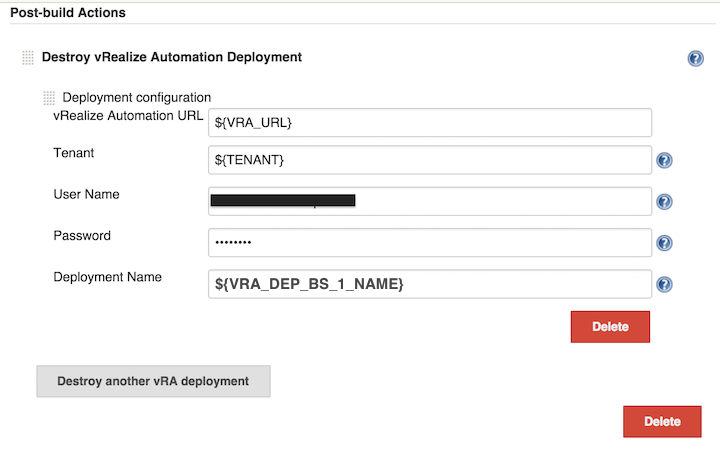 Post-build Actions
Destroy vRealize Automation Deployment
Deployment configuration
vRealize Automation URL
${VRA_URL}
Tenant
${TENANT}
User Name
Password
••••••••
Deployment Name
${VRA_DEP_BS_1_NAME}
Delete
Destroy another vRA deployment
Delete